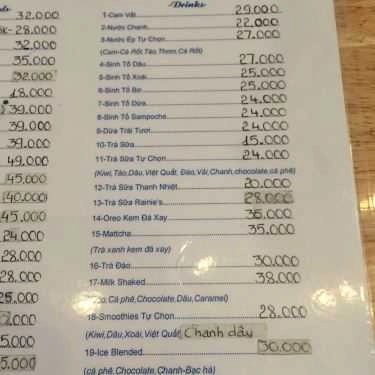 Drinks
32.000
28.000
32.000
35.000
32.000
18.000
39.000
39.000
39.000
49.000
45.000
40.000
45.000
24.000
28.000
28.000
25.000
5.000
5.000
1-Cam Vắt 29.000
2-Nước Chanh 22.000
3-Nước Ép Tự Chọn 27.000
(Cam-Cà Rốt,Táo,Thơm,Cà Rốt)
4-Sinh Tố Dâu 27.000
5-Sinh Tố Xoài 25.000
6-Sinh Tố Bơ 25.000
7-Sinh Tố Dừa 24.000
8-Sinh Tố Sampoche 24.000
9-Dừa Trái Tươi 24.000
10-Trà Sữa 15.000
11-Trà Sữa Tự Chọn 24.000
(Kiwi,Táo,Dâu,Việt Quất, Đào,Vải,Chanh,chocolate,cà phê)
12-Trà Sữa Thanh Nhiệt 20.000
13-Trà Sữa Rainie's 28.000
14-Oreo Kem Đá Xay 35.000
15-Mattcha 35.000
(Trà xanh kem đá xay)
16-Trà Đào 30.000
17-Milk Shaked 38.000
Cà phê,Chocolate,Dâu,Caramel)
18-Smoothies Tự Chọn 28.000
(Kiwi,Dâu,Xoài,Việt Quất Chanh dây
19-Ice Blended 30.000
(cà phê,Chocolate,Chanh-Bạc hà)